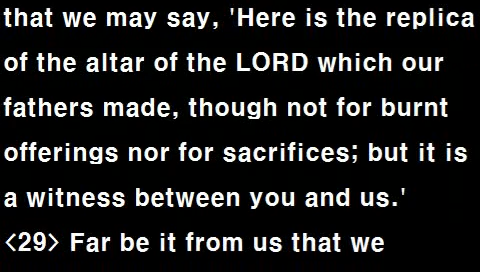 that we may say, 'Here is the replica
of the altar of the LORD which our
fathers made, though not for burnt
offerings nor for sacrifices; but it is
a witness between you and us.'
<29> Far be it from us that we